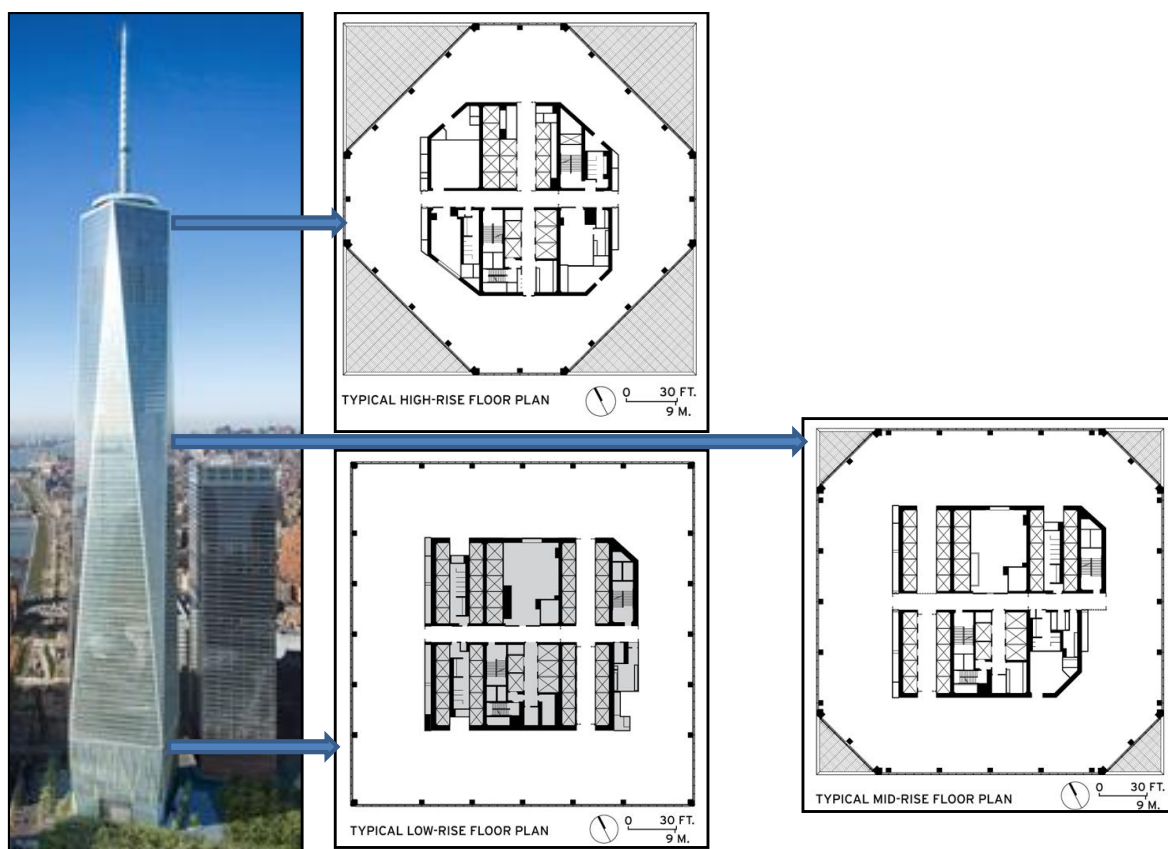 TYPICAL HIGH-RISE FLOOR PLAN
0 30 FT.
9 M.
TYPICAL LOW-RISE FLOOR PLAN
0 30 FT.
9 M.
TYPICAL MID-RISE FLOOR PLAN
0 30 FT.
9 M.